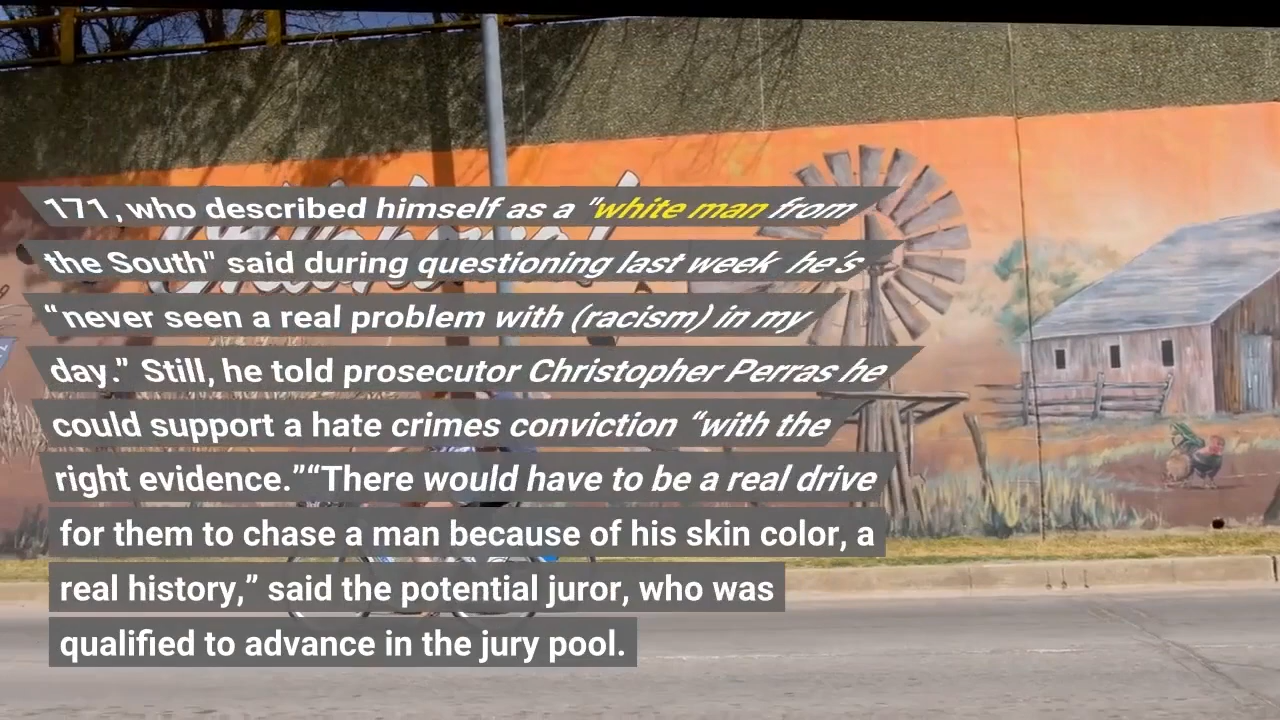 171, who described himself as a "white man from
the South" said during questioning last week he's
“never seen a real problem with (racism) in my
day.” Still, he told prosecutor Christopher Perras he
could support a hate crimes conviction “with the
right evidence.”“There would have to be a real drive
for them to chase a man because of his skin color, a
real history,” said the potential juror, who was
qualified to advance in the jury pool.